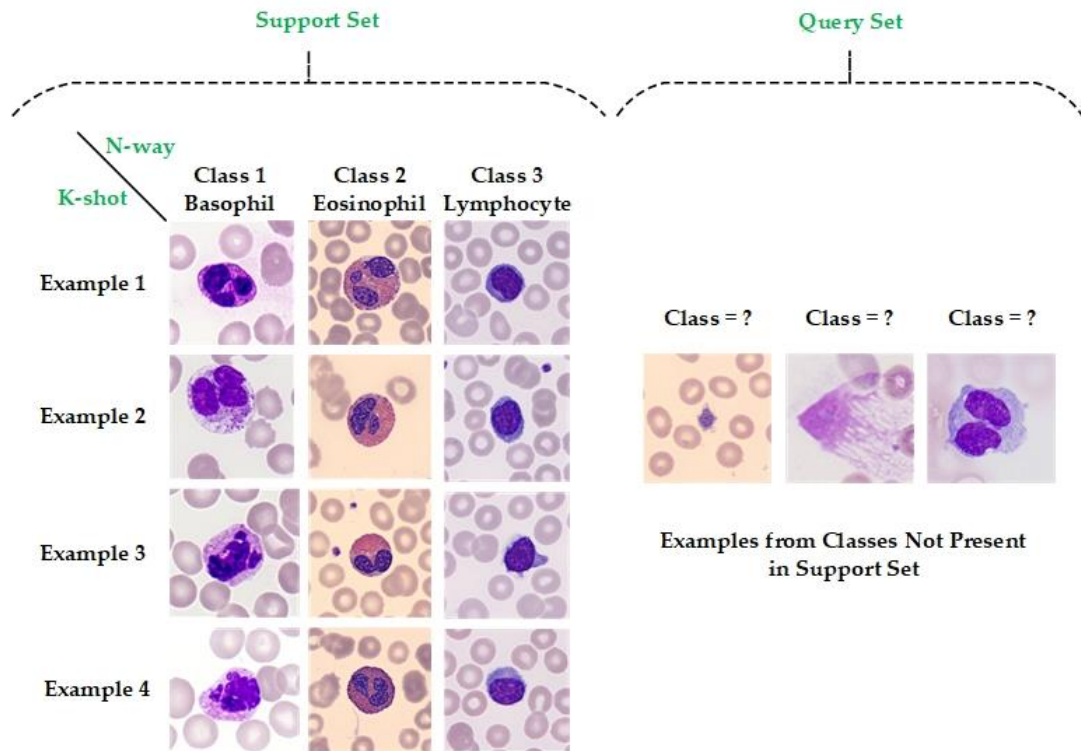 Support Set
Query Set
N-way
K-shot
Class 1
Basophil
Class 2
Eosinophil
Class 3
Lymphocyte
Example 1
Example 2
Example 3
Example 4
Class = ?
Class = ?
Class = ?
Examples from Classes Not Present
in Support Set